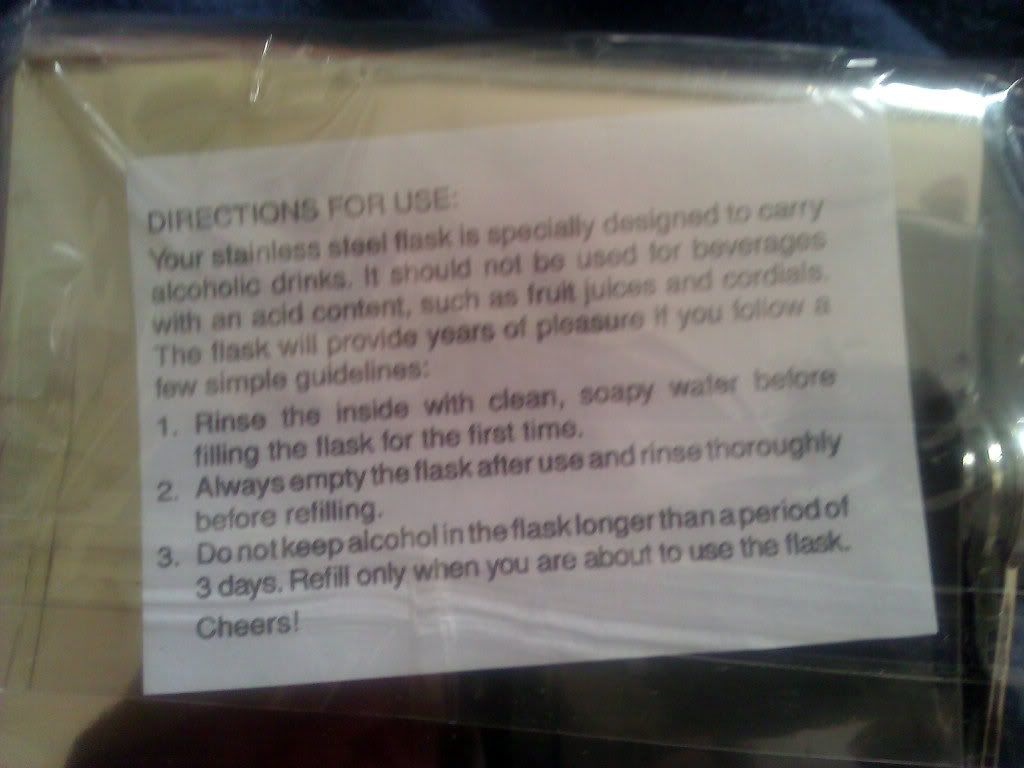 DIRECTIONS FOR USE:
Your stainless steel flask is specially designed to carry
alcoholic drinks. It should not be used for beverages
with an acid content, such as fruit juices and cordials.
The flask will provide years of pleasure if you follow a
few simple guidelines:
1. Rinse the inside with clean, soapy water before
filling the flask for the first time.
2. Always empty the flask after use and rinse thoroughly
before refilling.
3. Do not keep alcohol in the flask longer than a period of
3 days. Refill only when you are about to use the flask.
Cheers!